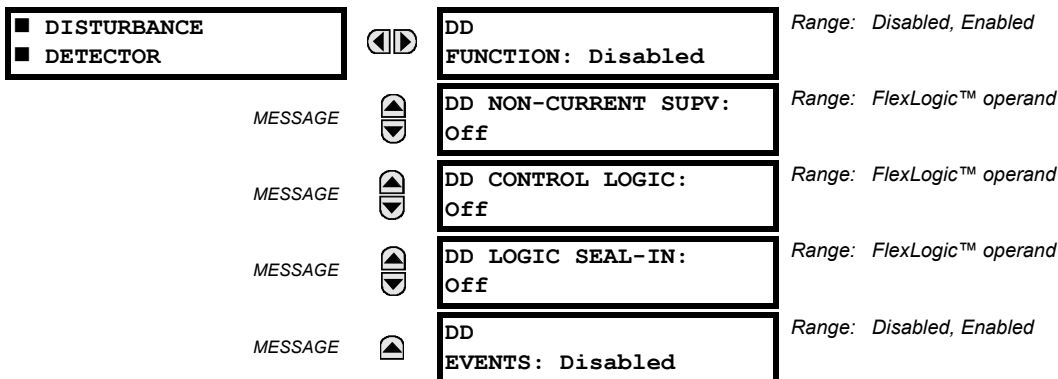 ■ DISTURBANCE
■ DETECTOR
DD
FUNCTION: Disabled
Range: Disabled, Enabled
MESSAGE
DD NON-CURRENT SUPV:
Off
Range: FlexLogic™ operand
MESSAGE
DD CONTROL LOGIC:
Off
Range: FlexLogic™ operand
MESSAGE
DD LOGIC SEAL-IN:
Off
Range: FlexLogic™ operand
MESSAGE
DD
EVENTS: Disabled
Range: Disabled, Enabled